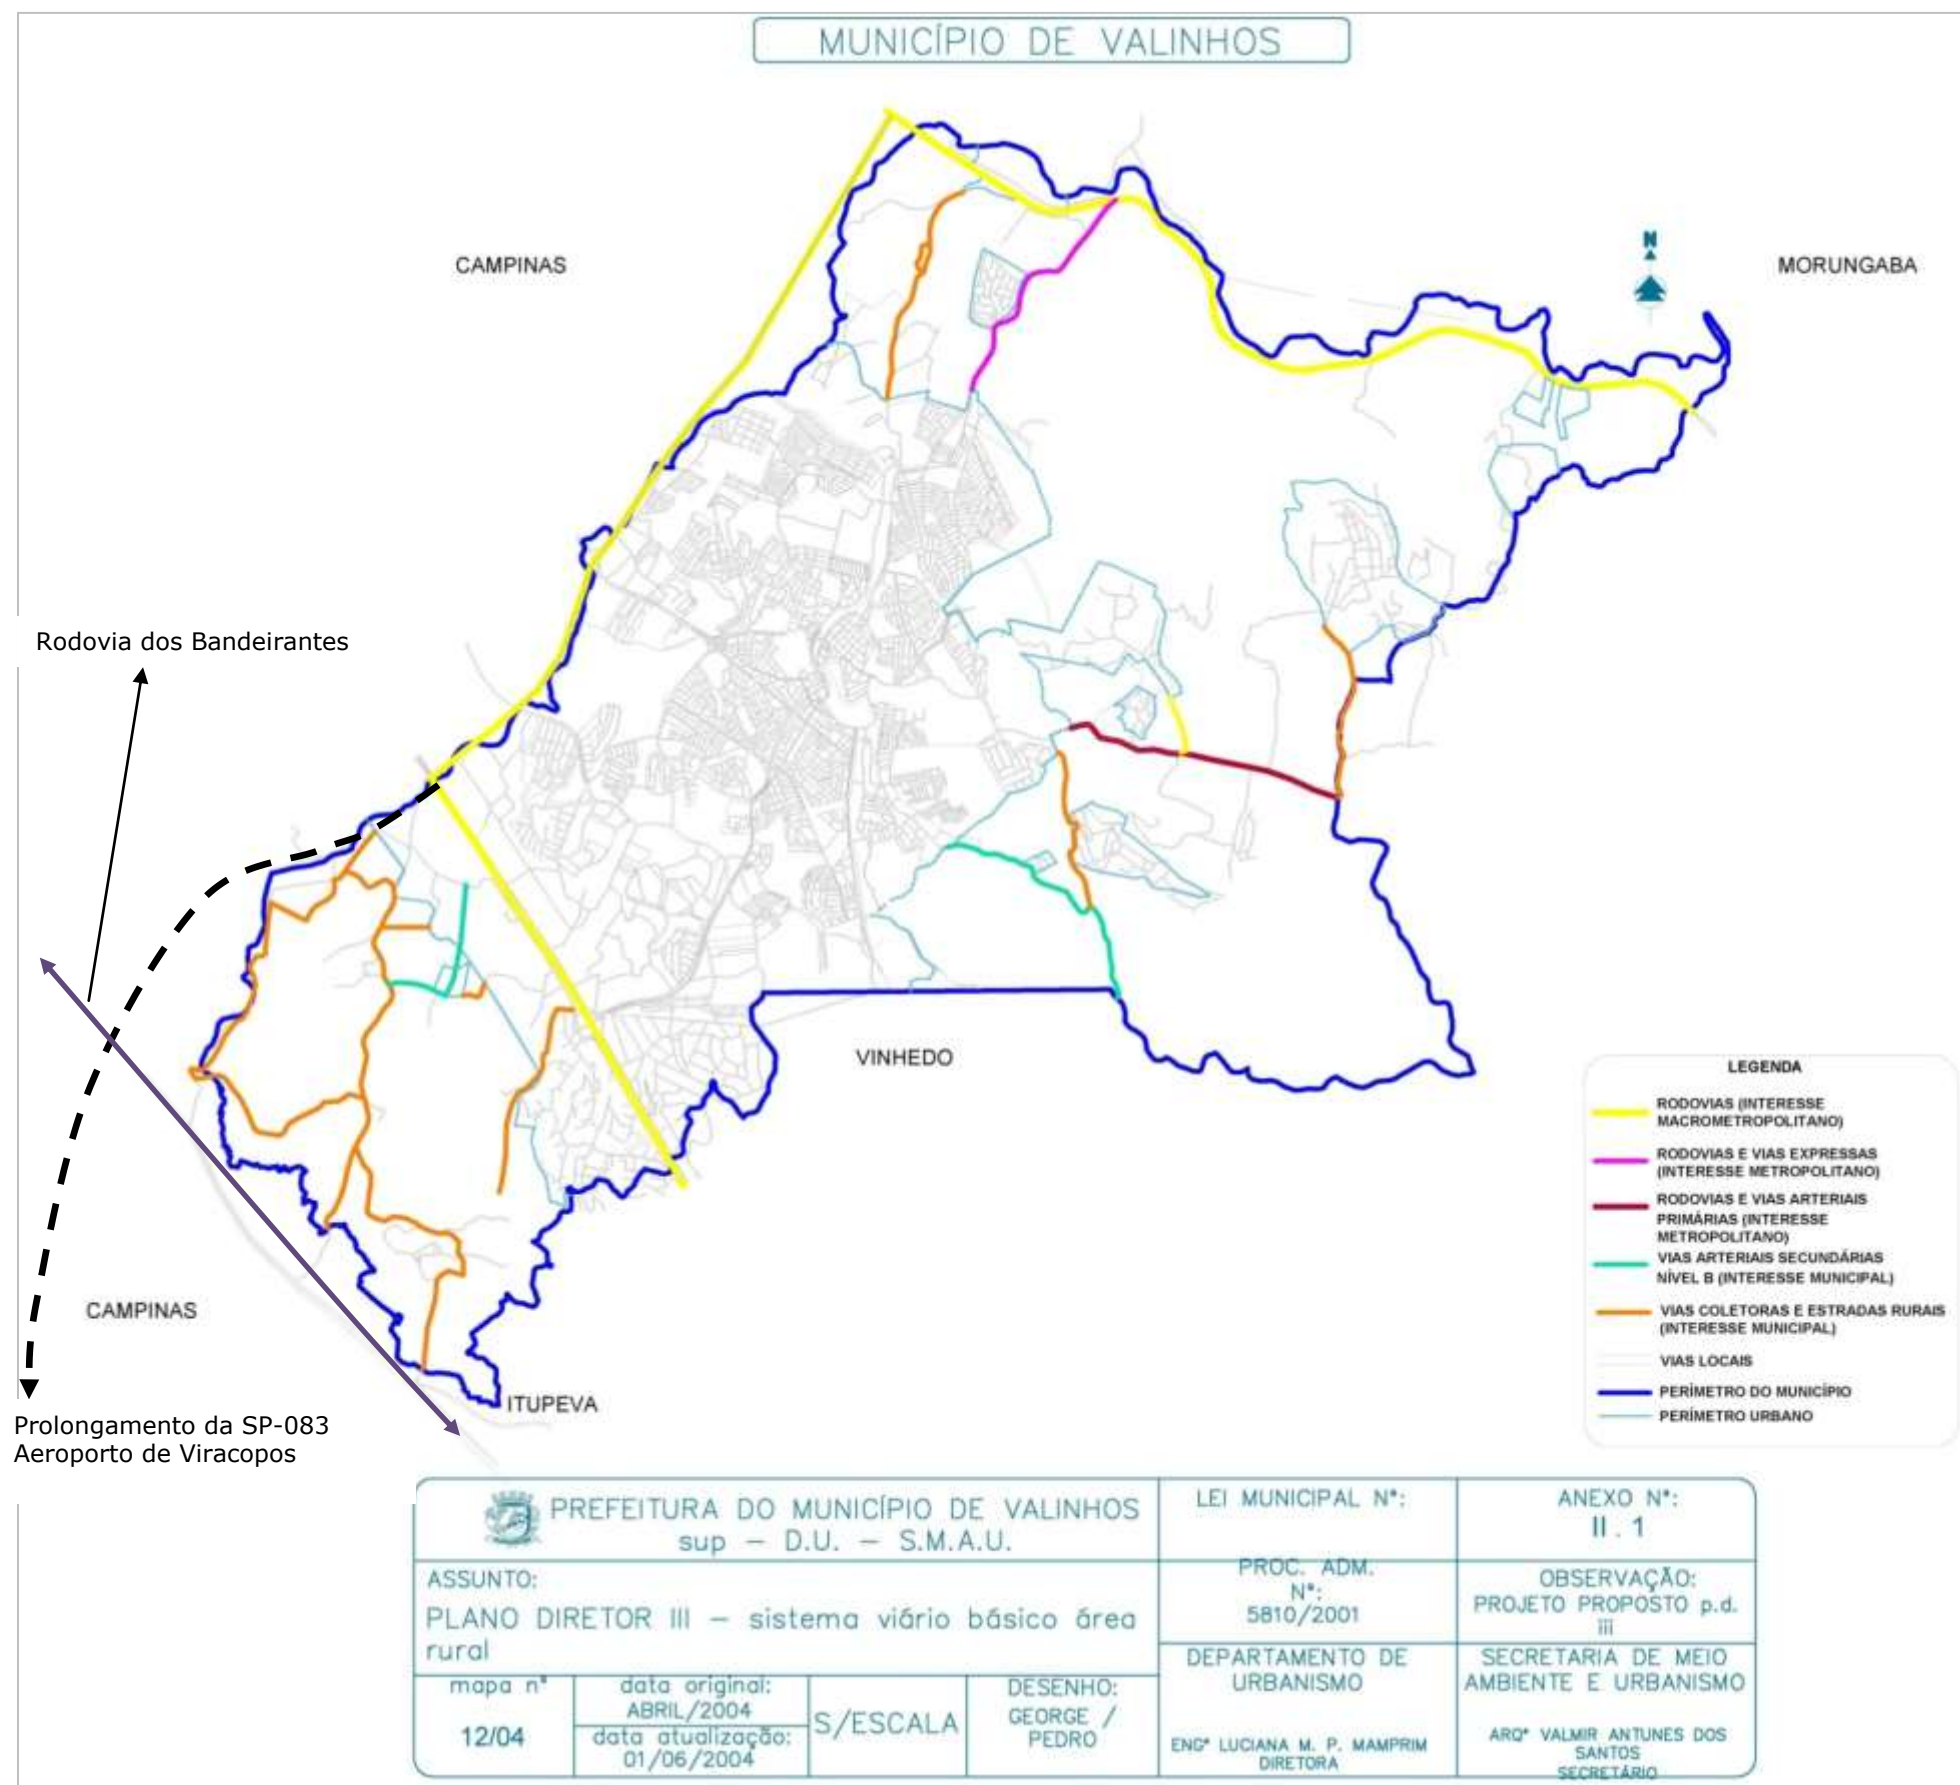 MUNICÍPIO DE VALINHOS
CAMPINAS
N
MORUNGABA
Rodovia dos Bandeirantes
VINHEDO
CAMPINAS
ITUPEVA
Prolongamento da SP-083
Aeroporto de Viracopos
LEGENDA
RODOVIAS (INTERESSE
MACROMETROPOLITANO)
RODOVIAS E VIAS EXPRESSAS
(INTERESSE METROPOLITANO)
RODOVIAS E VIAS ARTERIAIS
PRIMÁRIAS (INTERESSE
METROPOLITANO)
VIAS ARTERIAIS SECUNDÁRIAS
NÍVEL B (INTERESSE MUNICIPAL)
VIAS COLETORAS E ESTRADAS RURAIS
(INTERESSE MUNICIPAL)
VIAS LOCAIS
PERÍMETRO DO MUNICÍPIO
PERÍMETRO URBANO
PREFEITURA DO MUNICÍPIO DE VALINHOS
sup – D.U. – S.M.A.U.
LEI MUNICIPAL Nº:
ANEXO Nº:
II . 1
ASSUNTO:
PLANO DIRETOR III – sistema viário básico área
rural
PROC. ADM.
Nº:
5810/2001
OBSERVAÇÃO:
PROJETO PROPOSTO p.d.
iii
mapa nº
12/04
data original:
ABRIL/2004
data atualização:
01/06/2004
S/ESCALA
DESENHO:
GEORGE /
PEDRO
DEPARTAMENTO DE
URBANISMO
ENGª LUCIANA M. P. MAMPRIM
DIRETORA
SECRETARIA DE MEIO
AMBIENTE E URBANISMO
ARQº VALMIR ANTUNES DOS
SANTOS
SECRETÁRIO